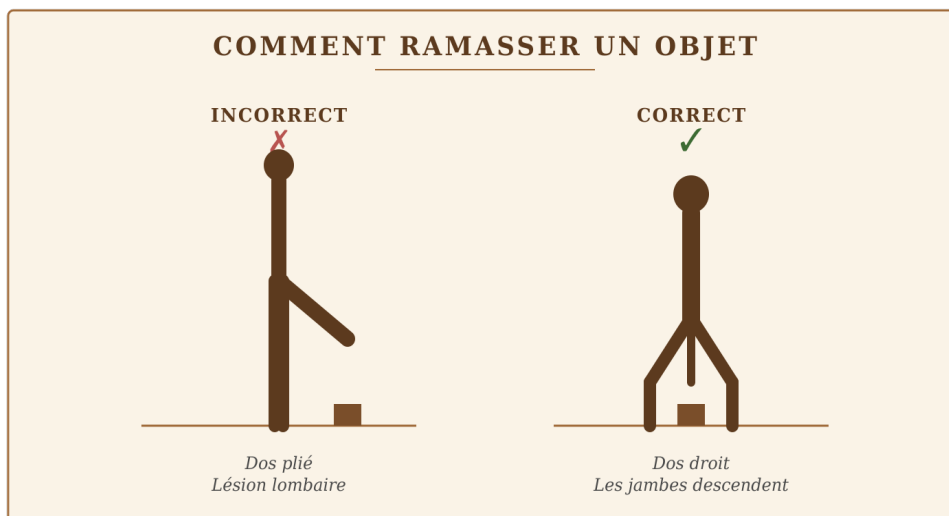 COMMENT RAMASSER UN OBJET
INCORRECT
✗
CORRECT
✓
Dos plié
Lésion lombaire
Dos droit
Les jambes descendent